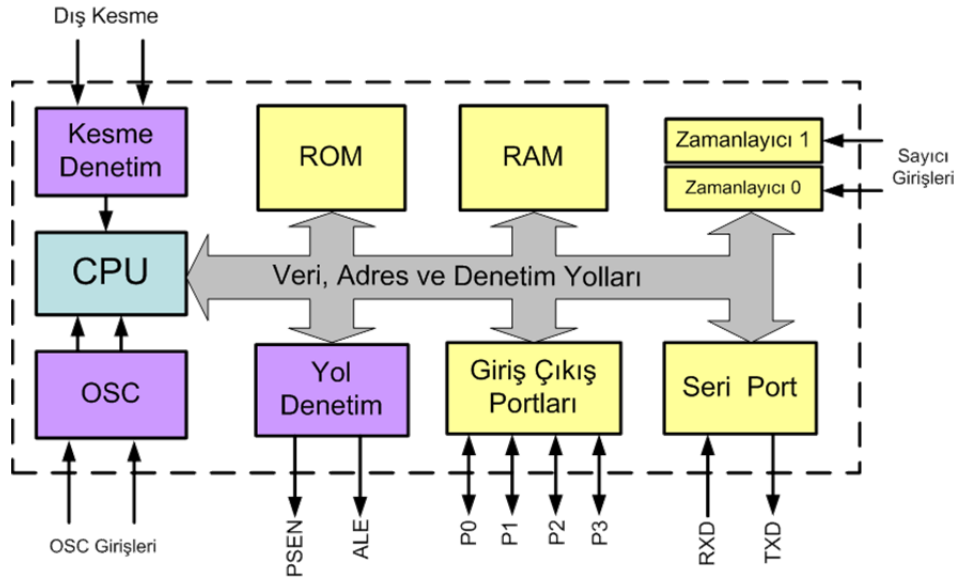 Dış Kesme
Kesme
Denetim
ROM
RAM
Zamanlayıcı 1
Zamanlayıcı 0
Sayıcı
Girişleri
CPU
Veri, Adres ve Denetim Yolları
OSC
Yol
Denetim
Giriş Çıkış
Portları
Seri Port
OSC Girişleri
PSEN
ALE
P0
P1
P2
P3
RXD
TXD